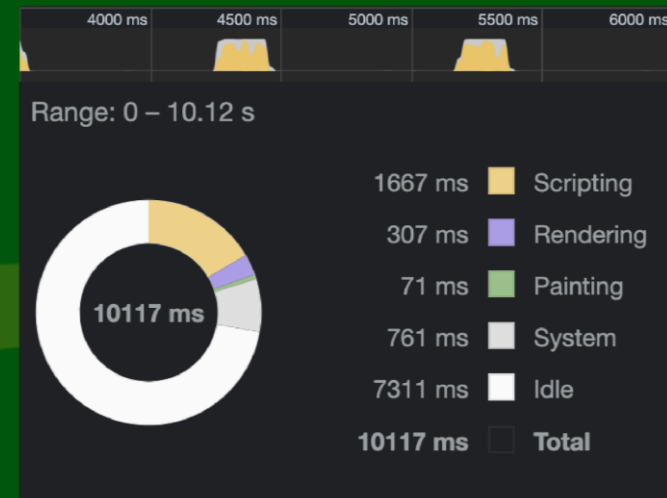 4000 ms 4500 ms 5000 ms 5500 ms 6000 ms
Range: 0 – 10.12 s
1667 ms Scripting
307 ms Rendering
71 ms Painting
10117 ms
761 ms System
7311 ms Idle
10117 ms Total